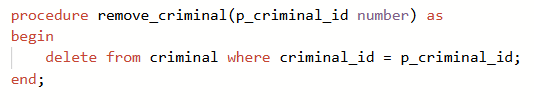 procedure remove_criminal(p_criminal_id number) as
begin
    delete from criminal where criminal_id = p_criminal_id;
end;